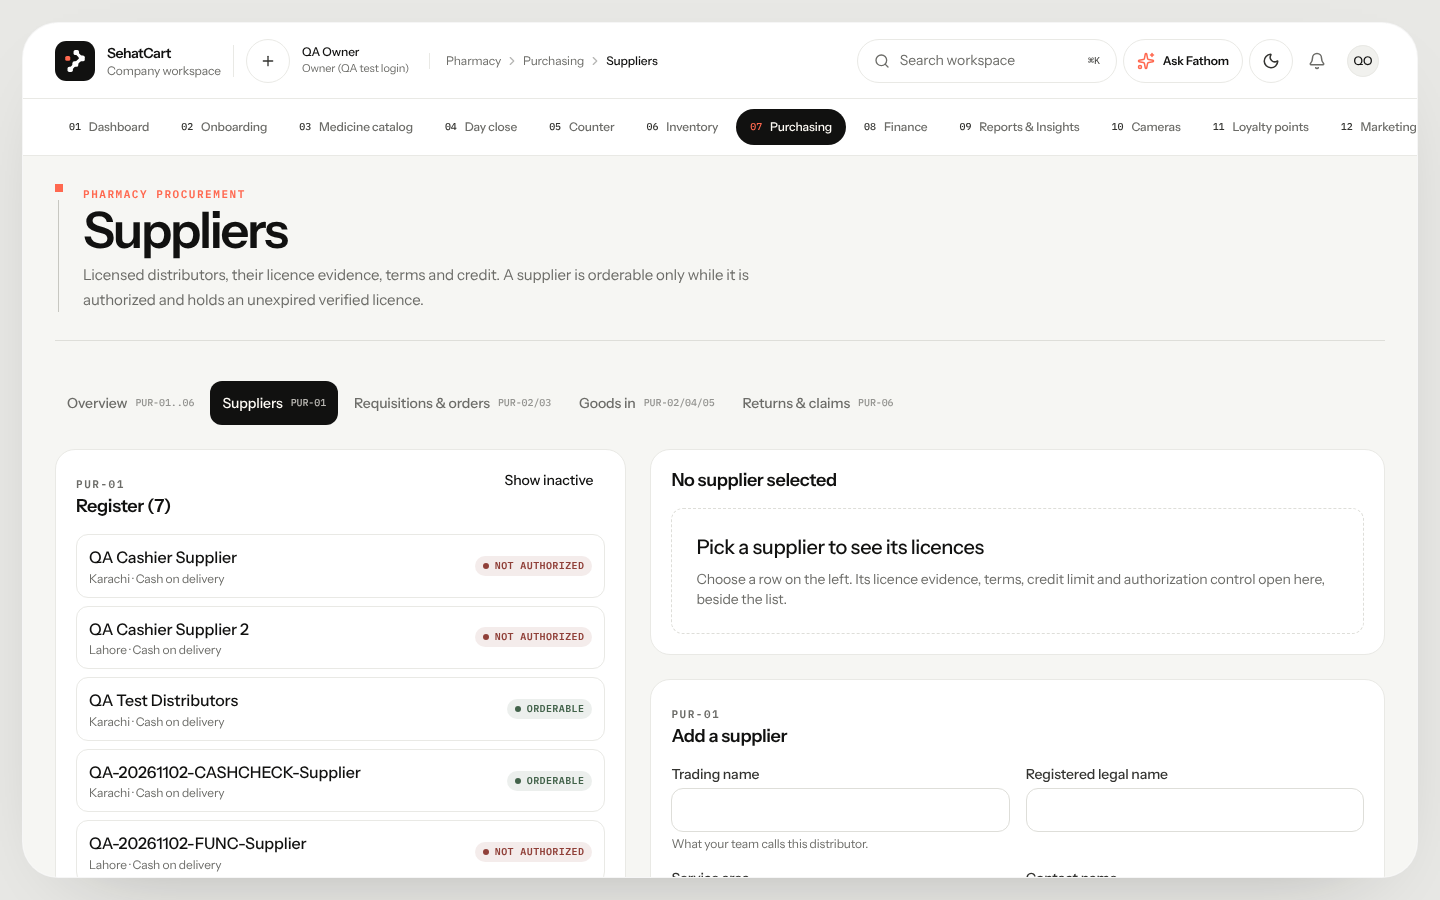 SehatCart
Company workspace
QA Owner
Owner (QA test login)
Pharmacy
Purchasing
Suppliers
Search workspace
⌘K
Ask Fathom
QO
01 Dashboard
02 Onboarding
03 Medicine catalog
04 Day close
05 Counter
06 Inventory
07 Purchasing
08 Finance
09 Reports & Insights
10 Cameras
11 Loyalty points
12 Marketing
PHARMACY PROCUREMENT
Suppliers
Licensed distributors, their licence evidence, terms and credit. A supplier is orderable only while it is
authorized and holds an unexpired verified licence.
Overview PUR-01..06
Suppliers PUR-01
Requisitions & orders PUR-02/03
Goods in PUR-02/04/05
Returns & claims PUR-06
PUR-01
Register (7)
Show inactive
QA Cashier Supplier
Karachi · Cash on delivery
NOT AUTHORIZED
QA Cashier Supplier 2
Lahore · Cash on delivery
NOT AUTHORIZED
QA Test Distributors
Karachi · Cash on delivery
ORDERABLE
QA-20261102-CASHCHECK-Supplier
Karachi · Cash on delivery
ORDERABLE
QA-20261102-FUNC-Supplier
Lahore · Cash on delivery
NOT AUTHORIZED
No supplier selected
Pick a supplier to see its licences
Choose a row on the left. Its licence evidence, terms, credit limit and authorization control open here,
beside the list.
PUR-01
Add a supplier
Trading name
Registered legal name
What your team calls this distributor.
Service area
Contact name